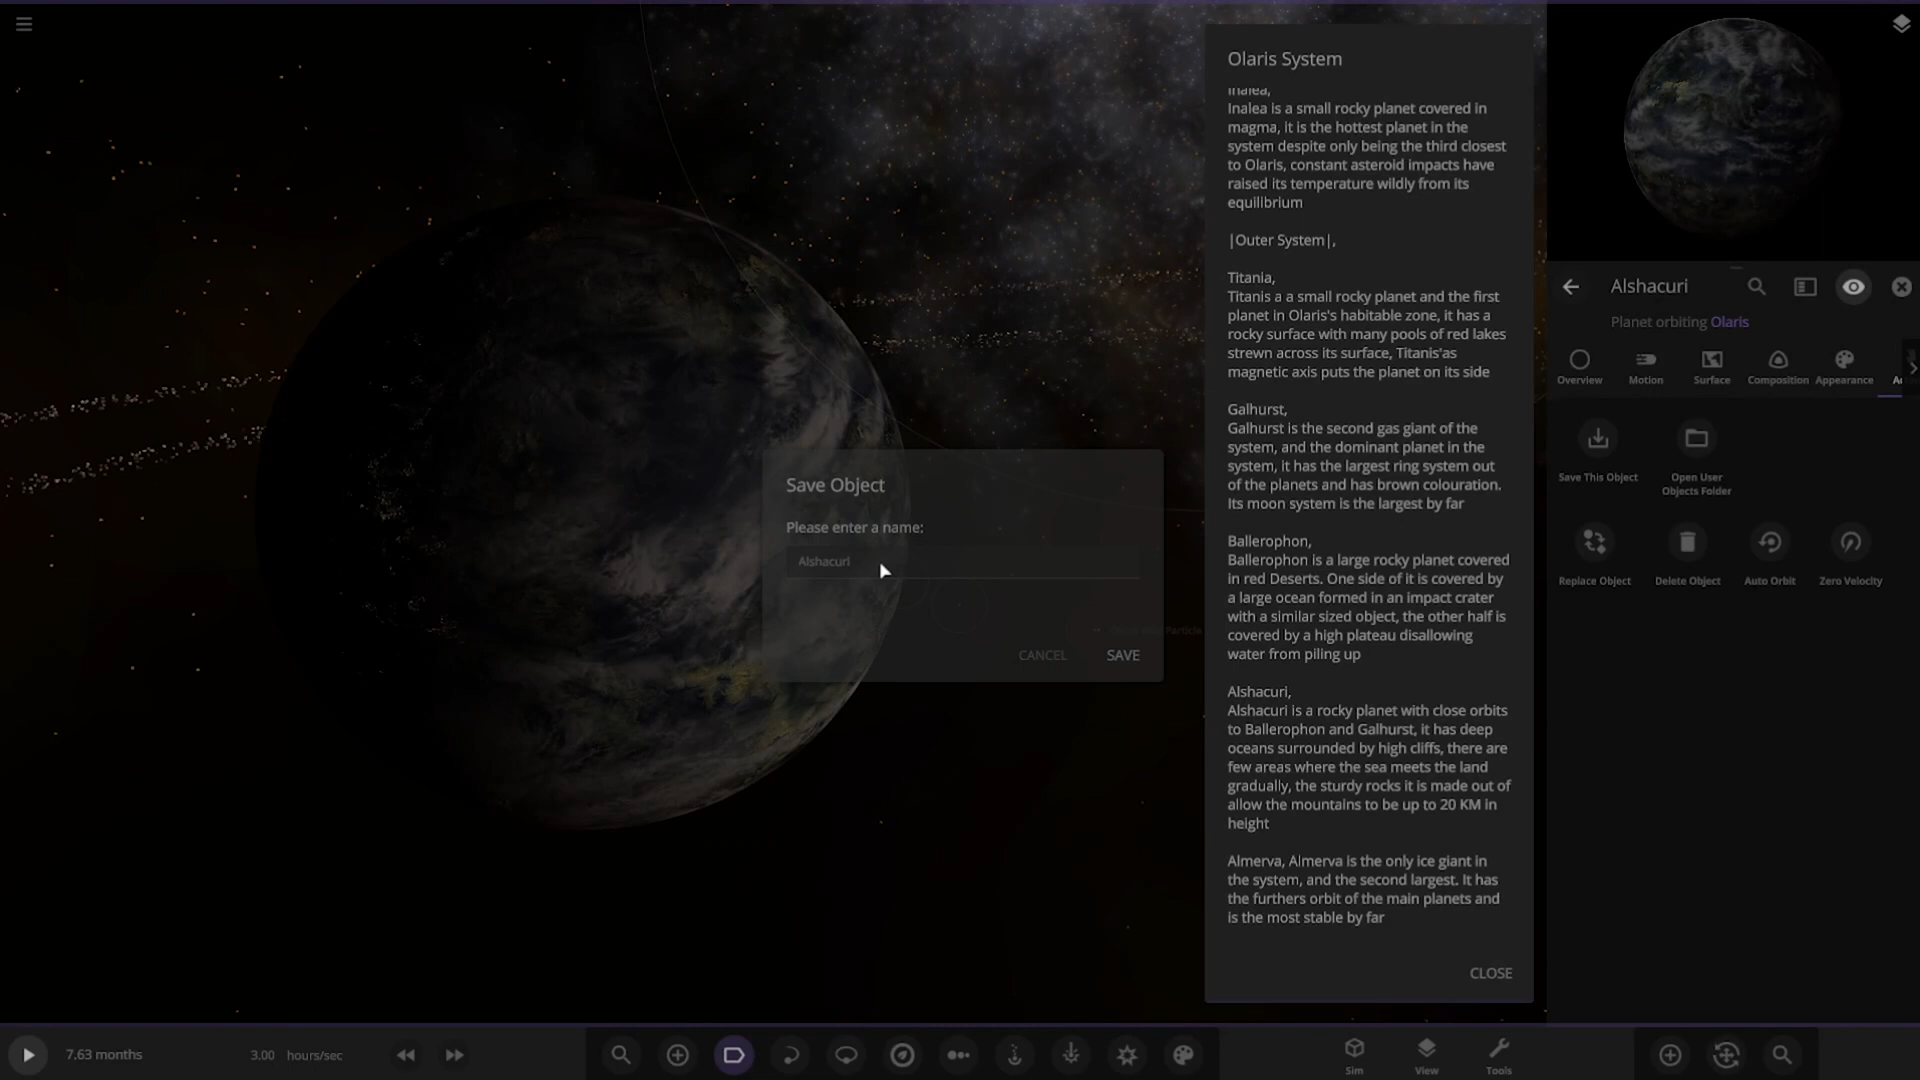 Olaris System
Inalea,
Inalea is a small rocky planet covered in
magma, it is the hottest planet in the
system despite only being the third closest
to Olaris, constant asteroid impacts have
raised its temperature wildly from its
equilibrium
|Outer System|,
Titania,
Titanis a a small rocky planet and the first
planet in Olaris's habitable zone, it has a
rocky surface with many pools of red lakes
strewn across its surface, Titanis'as
magnetic axis puts the planet on its side
Galhurst,
Galhurst is the second gas giant of the
system, and the dominant planet in the
system, it has the largest ring system out
of the planets and has brown colouration.
Its moon system is the largest by far
Ballerophon,
Ballerophon is a large rocky planet covered
in red Deserts. One side of it is covered by
a large ocean formed in an impact crater
with a similar sized object, the other half is
covered by a high plateau disallowing
water from piling up
Alshacuri,
Alshacuri is a rocky planet with close orbits
to Ballerophon and Galhurst, it has deep
oceans surrounded by high cliffs, there are
few areas where the sea meets the land
gradually, the sturdy rocks it is made out of
allow the mountains to be up to 20 KM in
height
Almerva, Almerva is the only ice giant in
the system, and the second largest. It has
the furthers orbit of the main planets and
is the most stable by far
CLOSE
Save Object
Please enter a name:
Alshacuri
CANCEL
SAVE
Particle
Alshacuri
Planet orbiting Olaris
Overview
Motion
Surface
Composition
Appearance
Save This Object
Open User
Objects Folder
Replace Object
Delete Object
Auto Orbit
Zero Velocity
7.63 months
3.00 hours/sec
Sim
View
Tools